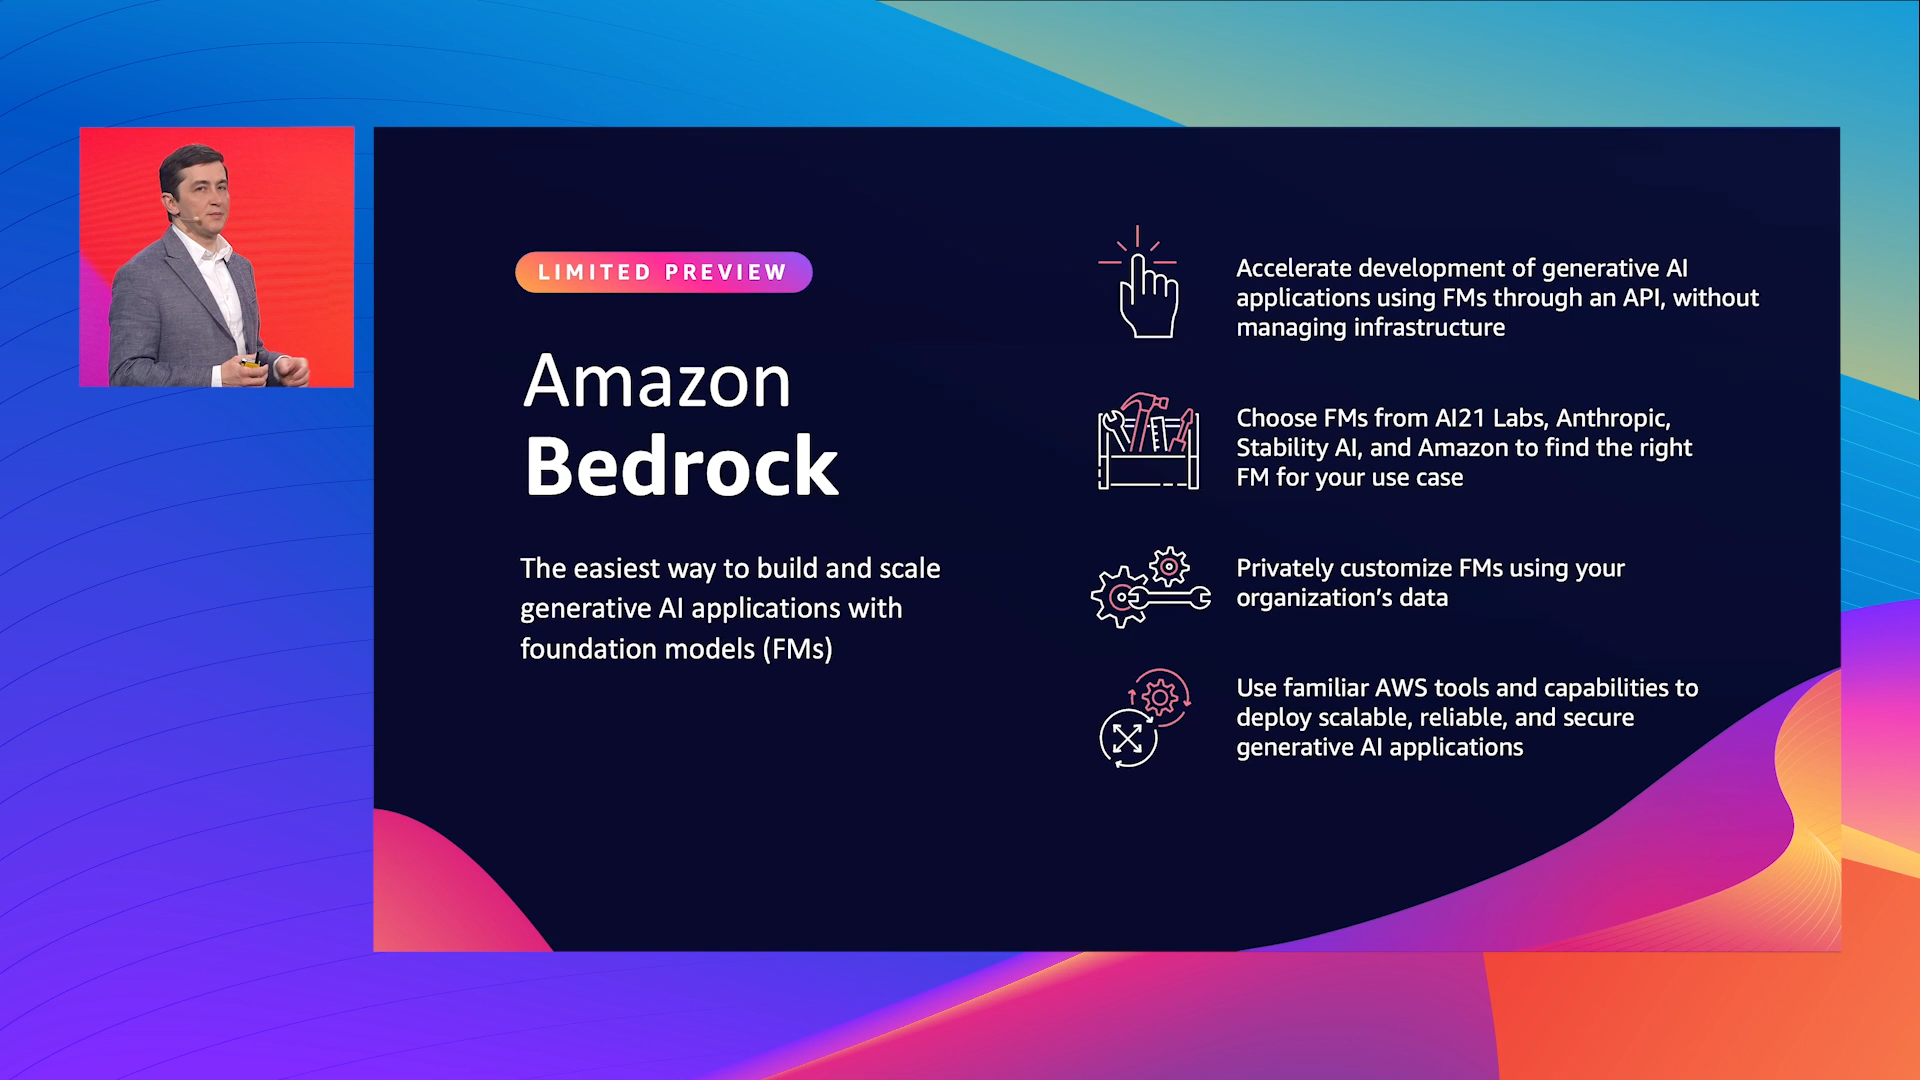 LIMITED PREVIEW
Amazon
Bedrock
The easiest way to build and scale
generative AI applications with
foundation models (FMs)
Accelerate development of generative AI
applications using FMs through an API, without
managing infrastructure
Choose FMs from AI21 Labs, Anthropic,
Stability AI, and Amazon to find the right
FM for your use case
Privately customize FMs using your
organization’s data
Use familiar AWS tools and capabilities to
deploy scalable, reliable, and secure
generative AI applications